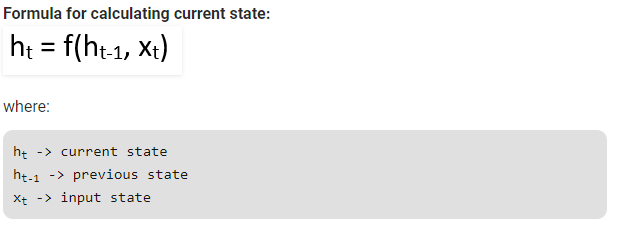 Formula for calculating current state:
hₜ = f(hₜ₋₁, xₜ)
where:
hₜ -> current state
hₜ₋₁ -> previous state
xₜ -> input state